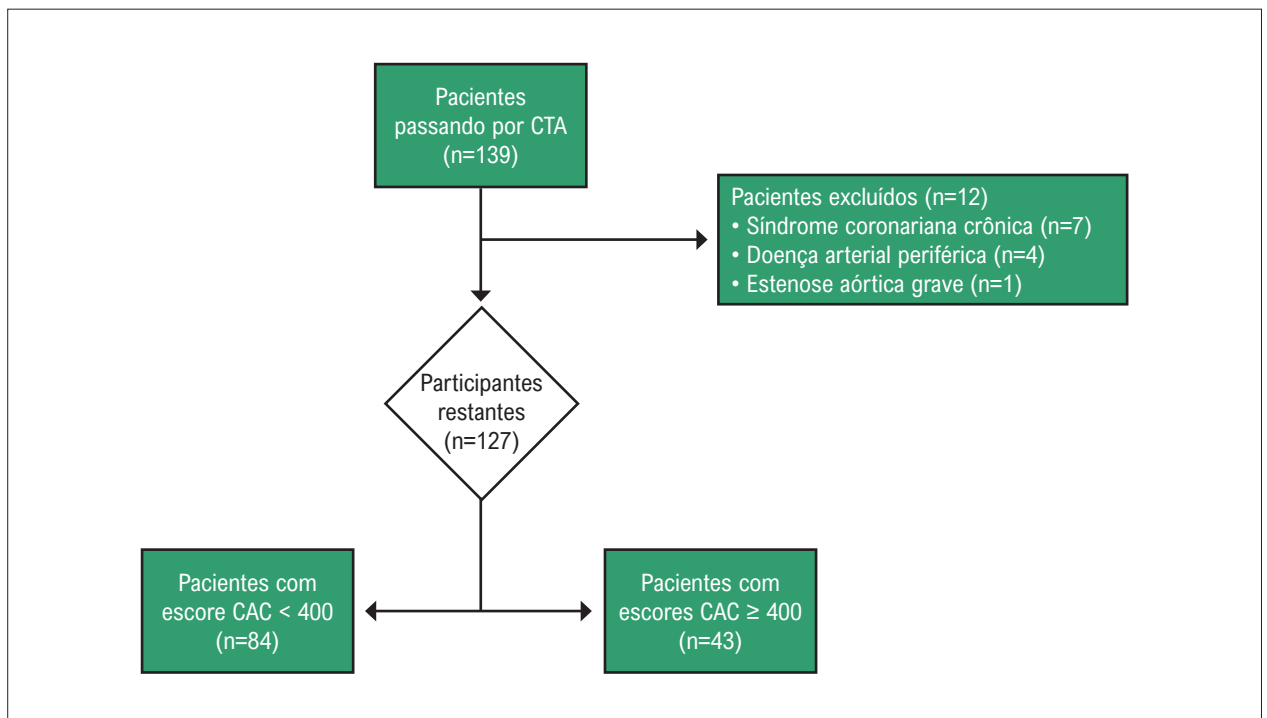 Pacientes
passando por CTA
(n=139)
Pacientes excluídos (n=12)
• Síndrome coronariana crônica (n=7)
• Doença arterial periférica (n=4)
• Estenose aórtica grave (n=1)
Participantes
restantes
(n=127)
Pacientes com
escore CAC < 400
(n=84)
Pacientes com
escores CAC ≥ 400
(n=43)